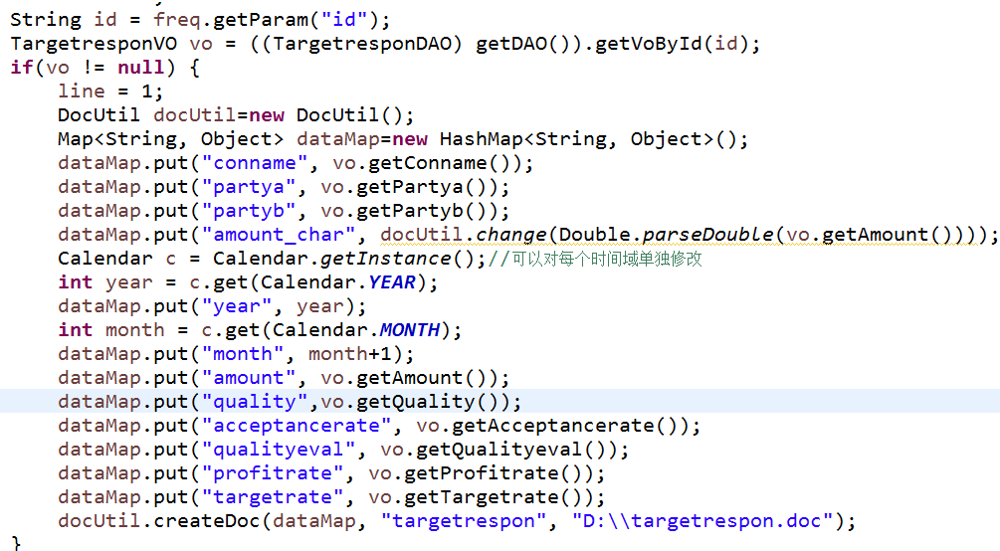 String id = freq.getParam("id");
TargetresponVO vo = ((TargetresponDAO) getDAO()).getVoById(id);
if(vo != null) {
    line = 1;
    DocUtil docUtil=new DocUtil();
    Map<String, Object> dataMap=new HashMap<String, Object>();
    dataMap.put("conname", vo.getConname());
    dataMap.put("partya", vo.getPartya());
    dataMap.put("partyb", vo.getPartyb());
    dataMap.put("amount_char", docUtil.change(Double.parseDouble(vo.getAmount())));
    Calendar c = Calendar.getInstance();//可以对每个时间域单独修改
    int year = c.get(Calendar.YEAR);
    dataMap.put("year", year);
    int month = c.get(Calendar.MONTH);
    dataMap.put("month", month+1);
    dataMap.put("amount", vo.getAmount());
    dataMap.put("quality",vo.getQuality());
    dataMap.put("acceptancerate", vo.getAcceptancerate());
    dataMap.put("qualityeval", vo.getQualityeval());
    dataMap.put("profitrate", vo.getProfitrate());
    dataMap.put("targetrate", vo.getTargetrate());
    docUtil.createDoc(dataMap, "targetrespon", "D:\\targetrespon.doc");
}